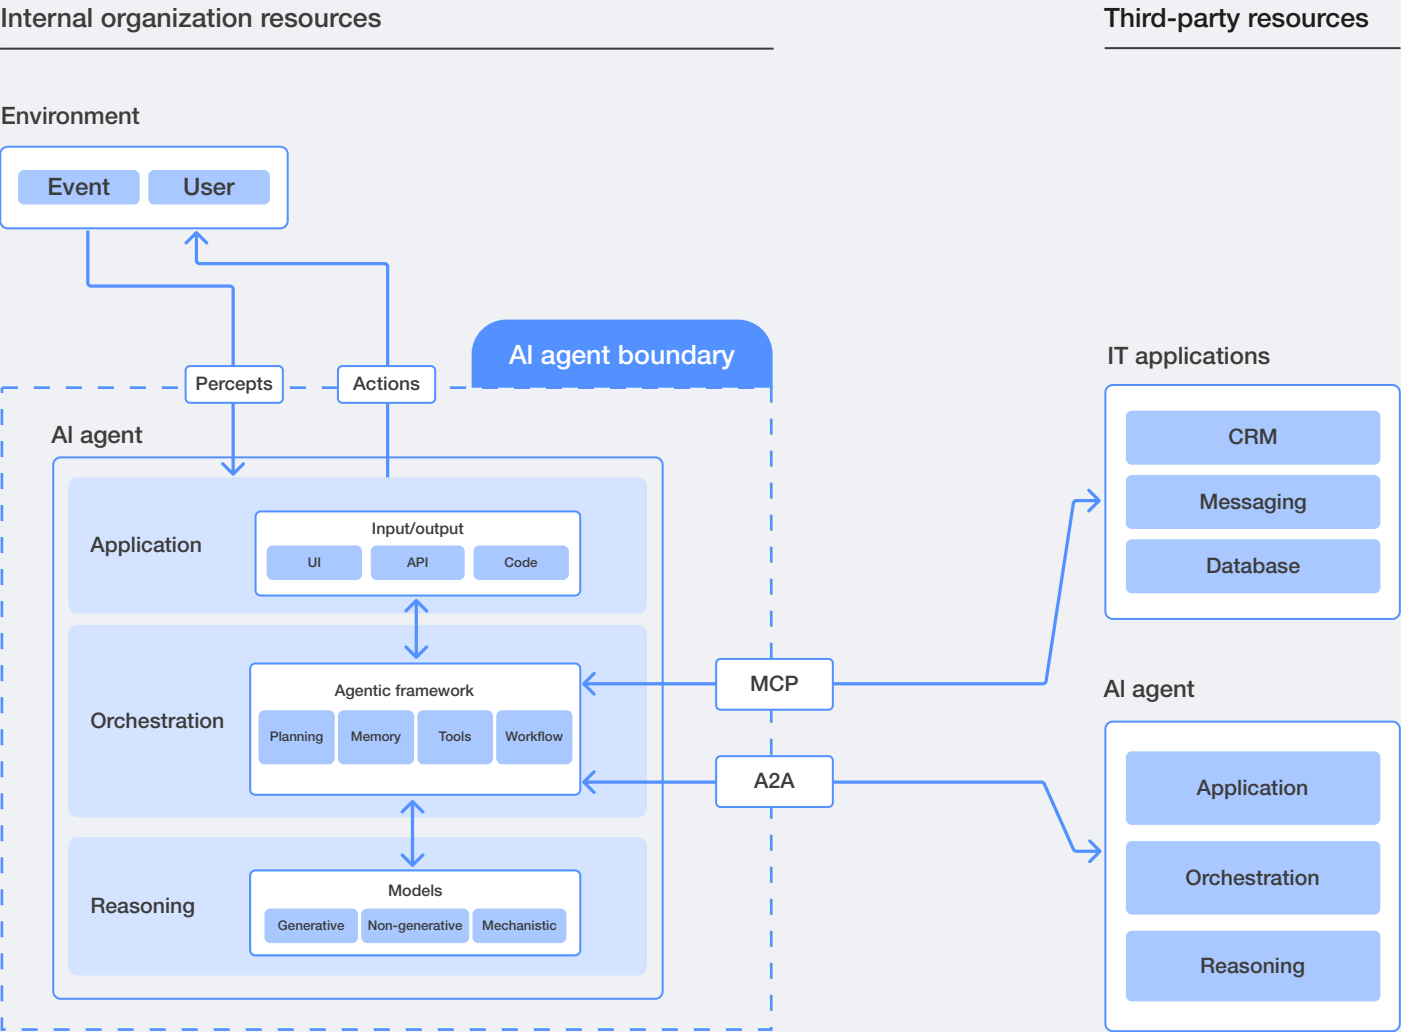 Internal organization resources
Third-party resources
Environment
Event
User
AI agent boundary
Percepts
Actions
AI agent
Application
Input/output
UI
API
Code
Orchestration
Agentic framework
Planning
Memory
Tools
Workflow
Reasoning
Models
Generative
Non-generative
Mechanistic
MCP
A2A
IT applications
CRM
Messaging
Database
AI agent
Application
Orchestration
Reasoning